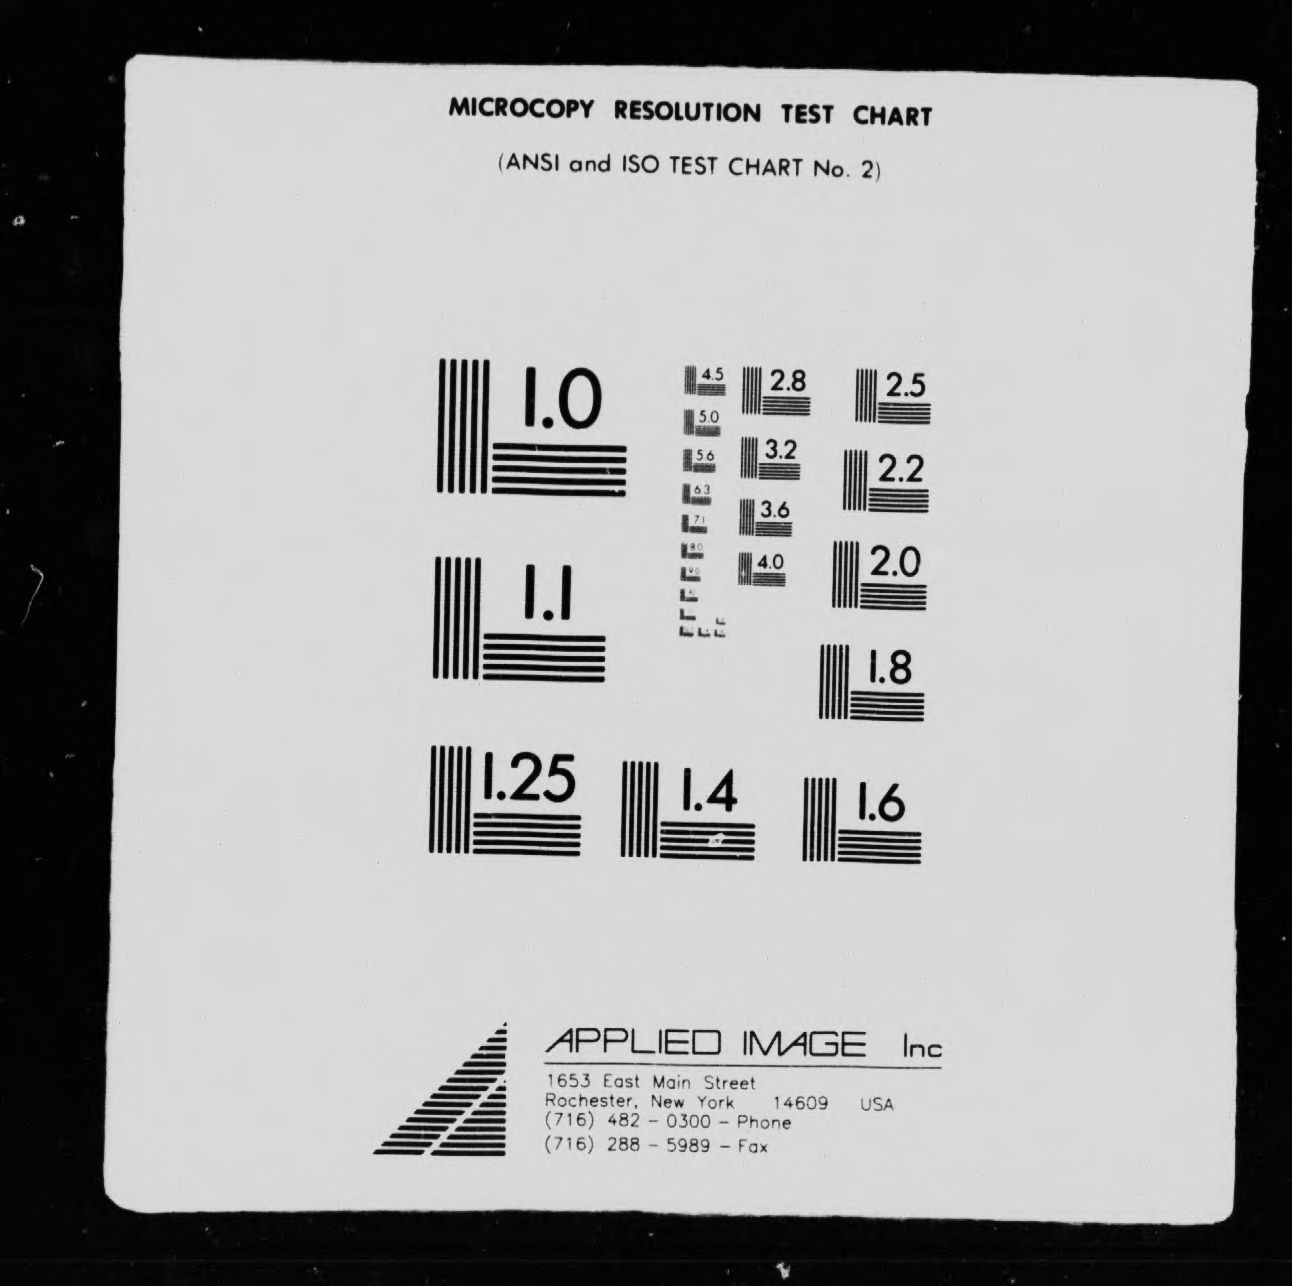 MICROCOPY RESOLUTION TEST CHART
(ANSI and ISO TEST CHART No. 2)
1.0
1.1
1.25
1.4
1.6
1.8
2.0
2.2
2.5
2.8
3.2
3.6
4.0
4.5
5.0
5.6
6.3
7.1
8.0
9.0
APPLIED IMAGE Inc
1653 East Main Street
Rochester, New York 14609 USA
(716) 482 - 0300 - Phone
(716) 288 - 5989 - Fax